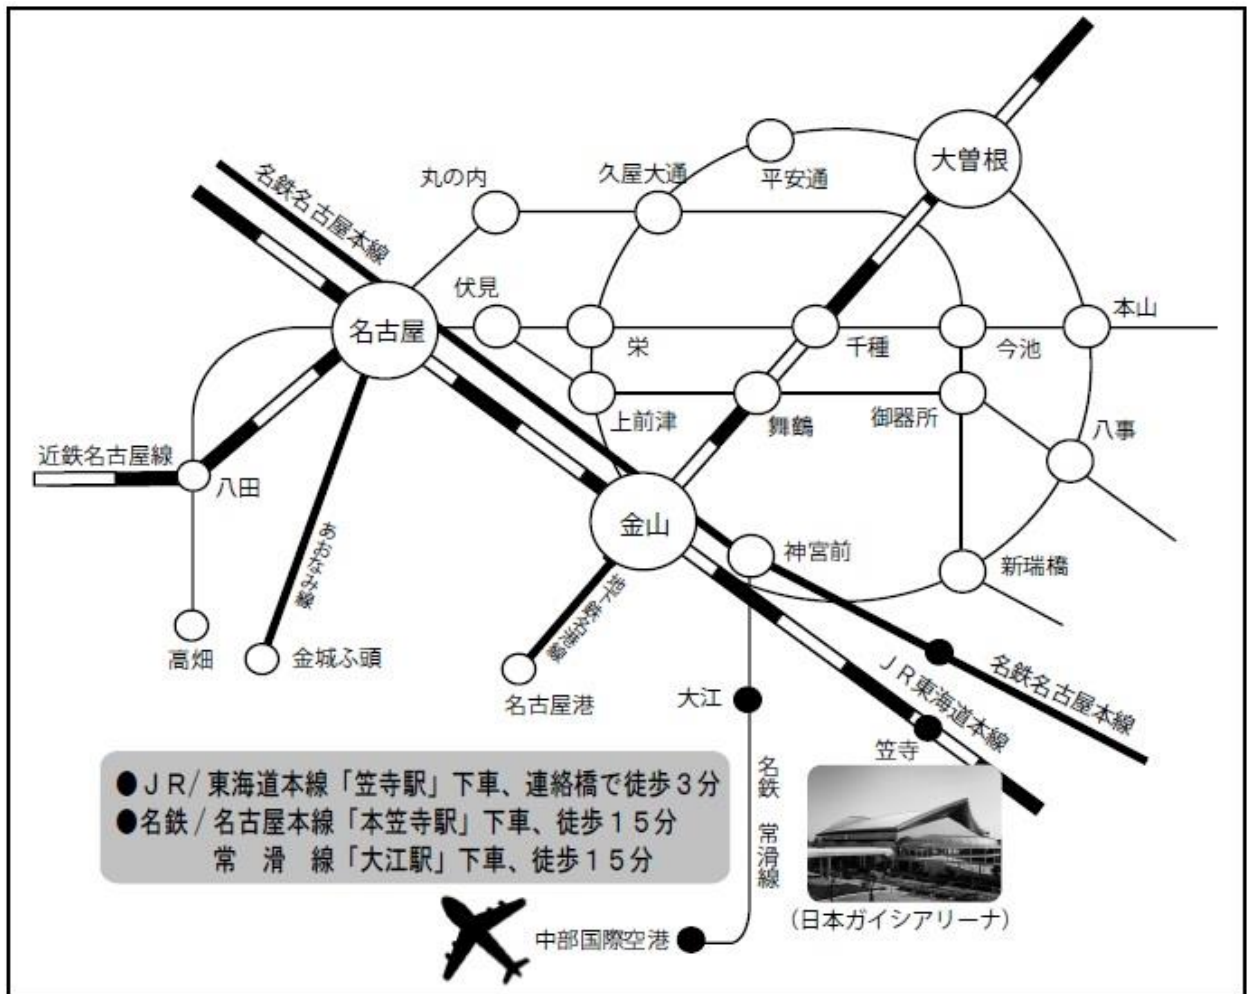 大曽根
平安通
久屋大通
丸の内
名鉄名古屋本線
伏見
名古屋
栄
千種
今池
本山
上前津
舞鶴
御器所
八事
近鉄名古屋線
八田
金山
神宮前
新瑞橋
あおなみ線
地下鉄名港線
高畑
金城ふ頭
名古屋港
大江
JR東海道本線
名鉄名古屋本線
笠寺
●JR/東海道本線「笠寺駅」下車、連絡橋で徒歩3分
●名鉄/名古屋本線「本笠寺駅」下車、徒歩15分
常 滑 線「大江駅」下車、徒歩15分
名鉄 常滑線
(日本ガイシアリーナ)
中部国際空港